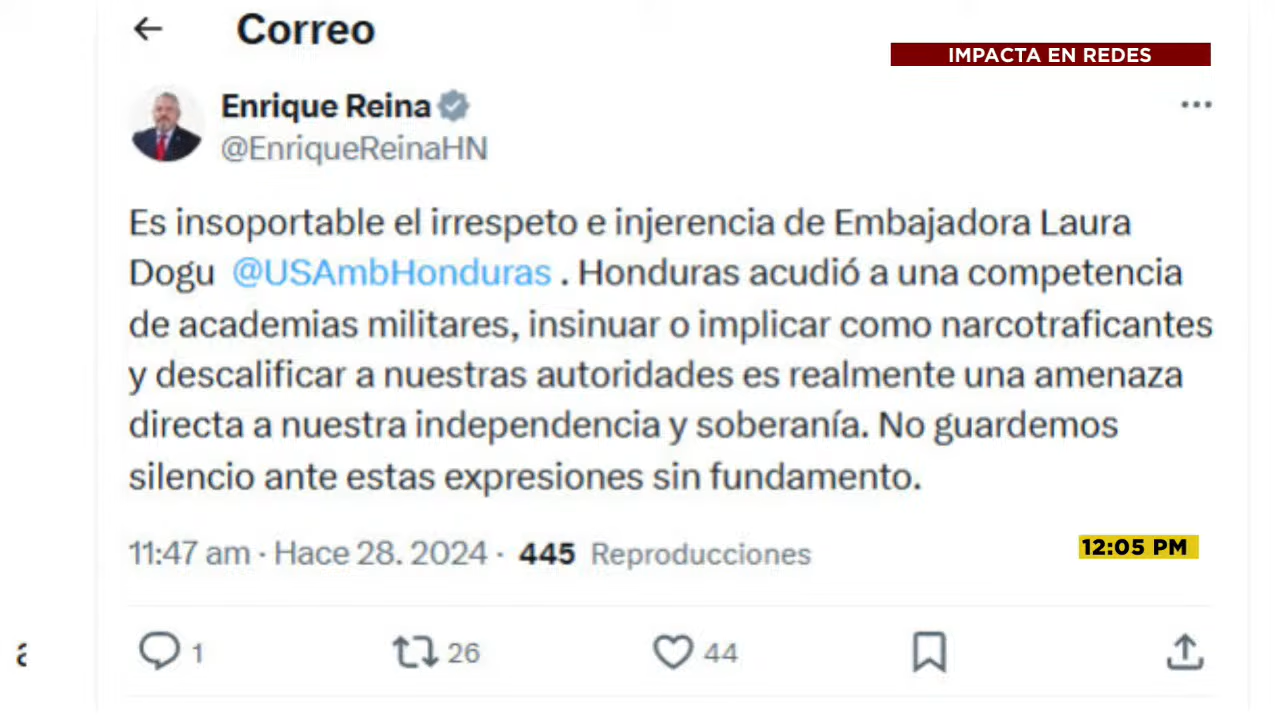 Correo
IMPACTA EN REDES
Enrique Reina
@EnriqueReinaHN
Es insoportable el irrespeto e injerencia de Embajadora Laura
Dogu @USAmbHonduras . Honduras acudió a una competencia
de academias militares, insinuar o implicar como narcotraficantes
y descalificar a nuestras autoridades es realmente una amenaza
directa a nuestra independencia y soberanía. No guardemos
silencio ante estas expresiones sin fundamento.
11:47 am · Hace 28. 2024 · 445 Reproducciones
12:05 PM
1 26 44